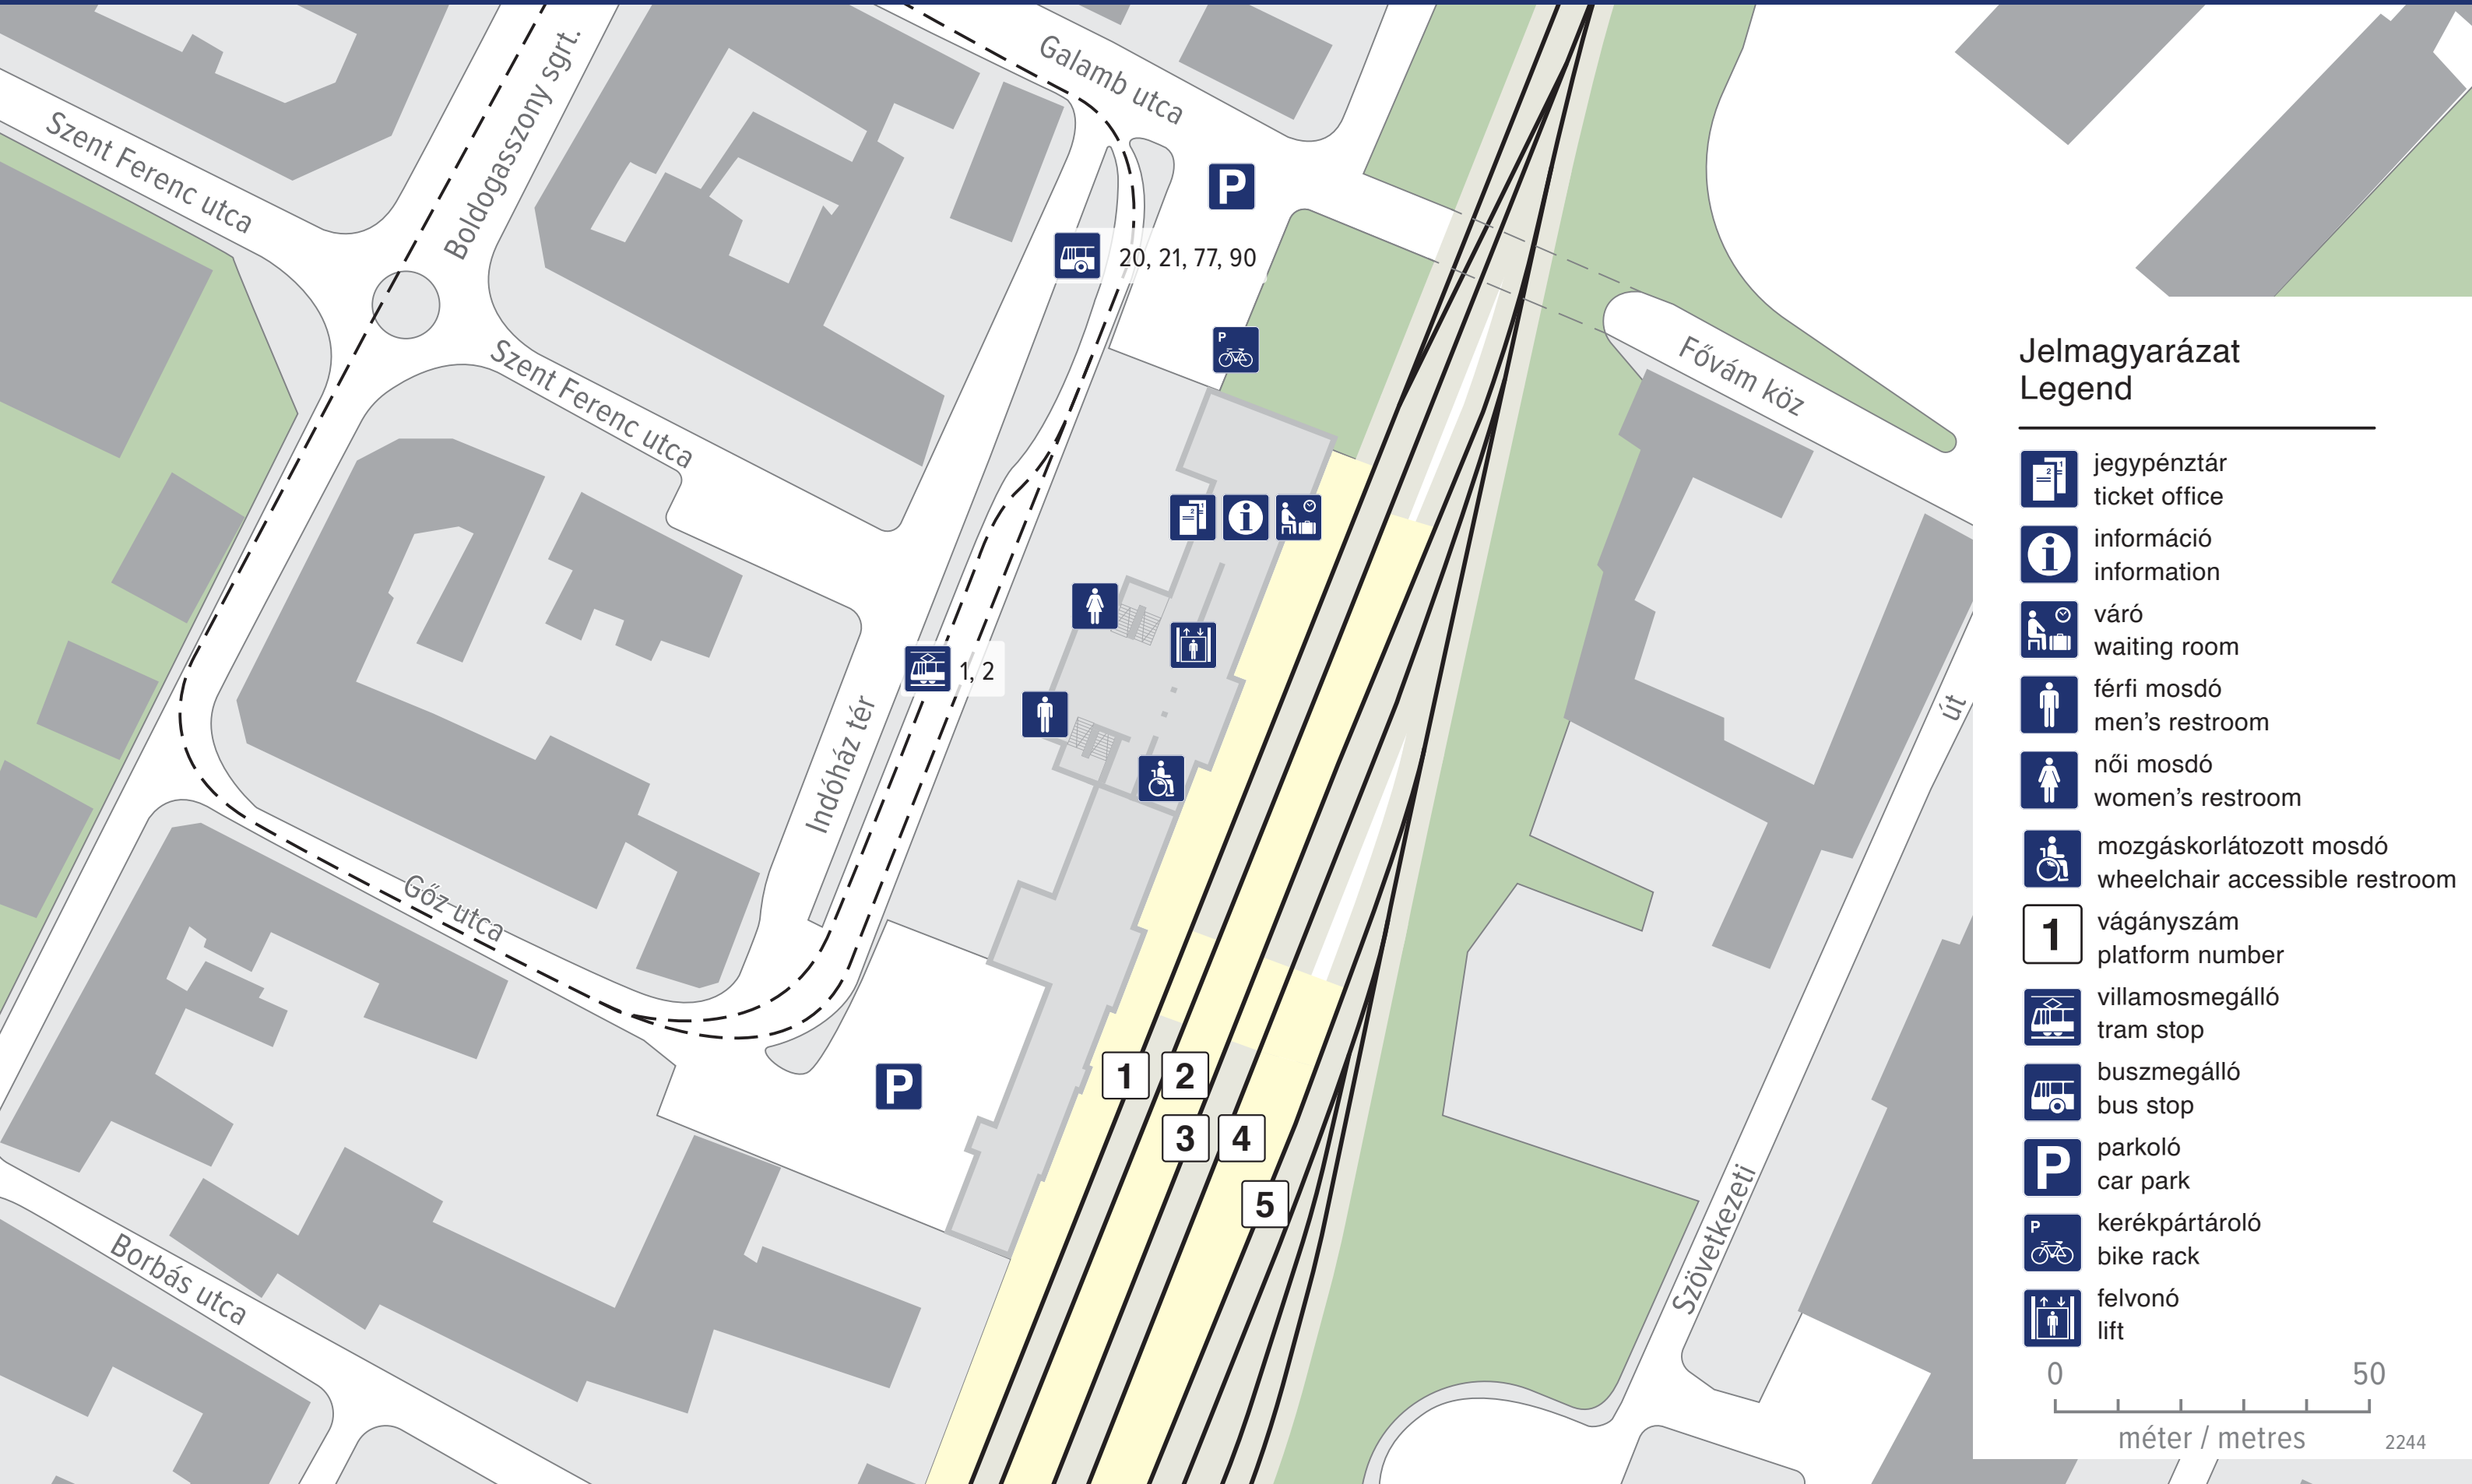 Galamb utca
Boldogasszony sgrt.
Szent Ferenc utca
P
20, 21, 77, 90
P
Szent Ferenc utca
Fővám köz
2 1
i
1, 2
Indóház tér
út
Gőz utca
P
1 2
3 4
5
Szövetkezeti
Borbás utca
Jelmagyarázat
Legend
2 1
jegypénztár
ticket office
i
információ
information
váró
waiting room
férfi mosdó
men's restroom
női mosdó
women's restroom
mozgáskorlátozott mosdó
wheelchair accessible restroom
1
vágányszám
platform number
villamosmegálló
tram stop
buszmegálló
bus stop
P
parkoló
car park
P
kerékpártároló
bike rack
felvonó
lift
0 50
méter / metres
2244